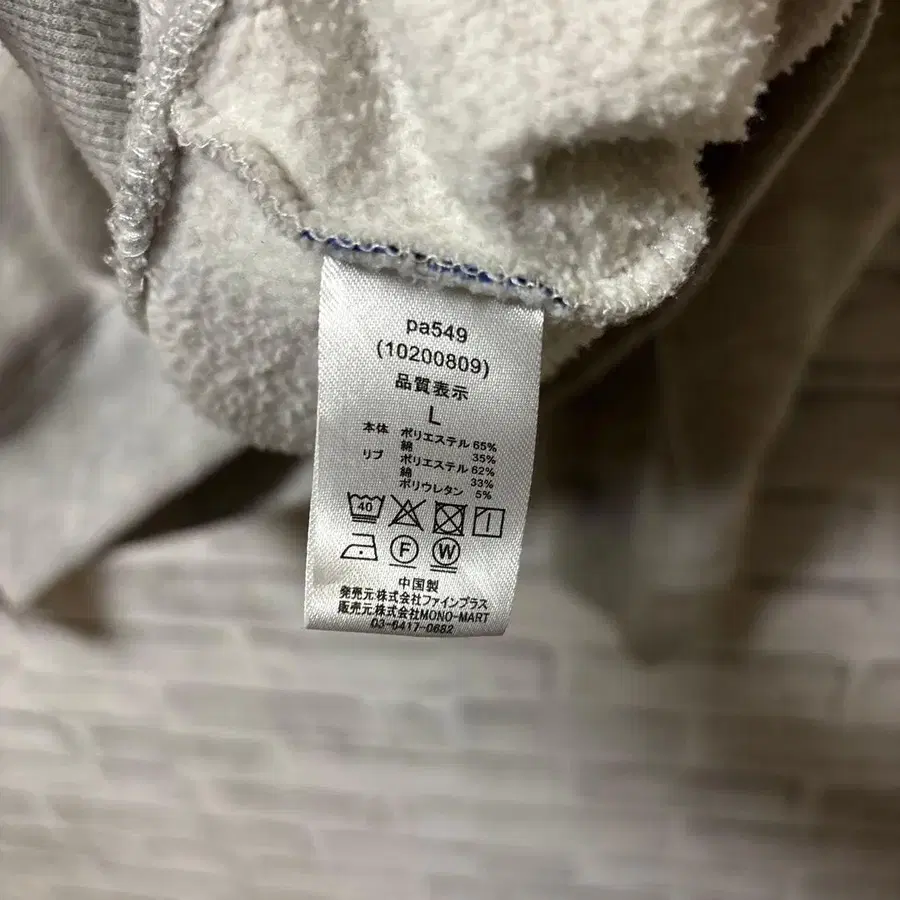 pa549
(10200809)
品質表示
L
本体 ポリエステル 65%
綿 35%
リブ ポリエステル 62%
綿 33%
ポリウレタン 5%
40
F W
中国製
発売元:株式会社ファインプラス
販売元:株式会社MONO-MART
03-6417-0682